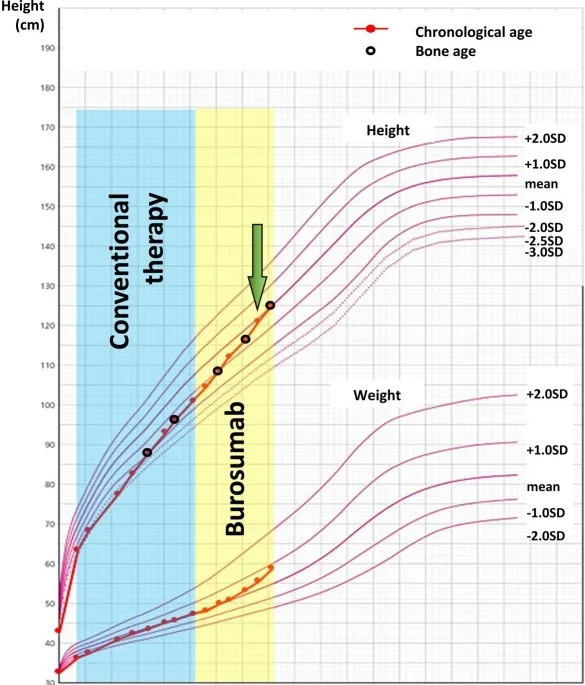 Height
(cm)
Chronological age
Bone age
190
180
170
160
150
140
130
120
110
100
90
80
70
60
50
40
30
Conventional
therapy
Burosumab
Height
+2.0SD
+1.0SD
mean
-1.0SD
-2.0SD
-2.5SD
-3.0SD
Weight
+2.0SD
+1.0SD
mean
-1.0SD
-2.0SD